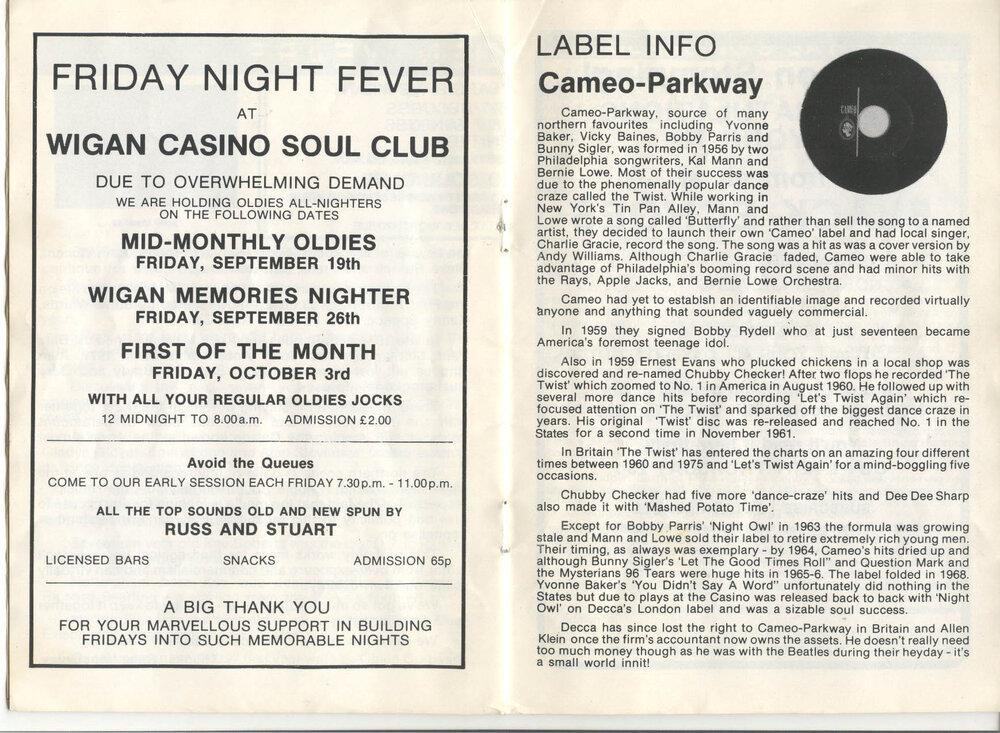 FRIDAY NIGHT FEVER
AT
WIGAN CASINO SOUL CLUB
DUE TO OVERWHELMING DEMAND
WE ARE HOLDING OLDIES ALL-NIGHTERS
ON THE FOLLOWING DATES
MID-MONTHLY OLDIES
FRIDAY, SEPTEMBER 19th
WIGAN MEMORIES NIGHTER
FRIDAY, SEPTEMBER 26th
FIRST OF THE MONTH
FRIDAY, OCTOBER 3rd
WITH ALL YOUR REGULAR OLDIES JOCKS
12 MIDNIGHT TO 8.00a.m. ADMISSION £2.00
Avoid the Queues
COME TO OUR EARLY SESSION EACH FRIDAY 7.30p.m. - 11.00p.m.
ALL THE TOP SOUNDS OLD AND NEW SPUN BY
RUSS AND STUART
LICENSED BARS SNACKS ADMISSION 65p
A BIG THANK YOU
FOR YOUR MARVELLOUS SUPPORT IN BUILDING
FRIDAYS INTO SUCH MEMORABLE NIGHTS
LABEL INFO
Cameo-Parkway
Cameo-Parkway, source of many
northern favourites including Yvonne
Baker, Vicky Baines, Bobby Parris and
Bunny Sigler, was formed in 1956 by two
Philadelphia songwriters, Kal Mann and
Bernie Lowe. Most of their success was
due to the phenomenally popular dance
craze called the Twist. While working in
New York's Tin Pan Alley, Mann and
Lowe wrote a song called 'Butterfly' and rather than sell the song to a named
artist, they decided to launch their own 'Cameo' label and had local singer,
Charlie Gracie, record the song. The song was a hit as was a cover version by
Andy Williams. Although Charlie Gracie faded, Cameo were able to take
advantage of Philadelphia's booming record scene and had minor hits with
the Rays, Apple Jacks, and Bernie Lowe Orchestra.
Cameo had yet to establsh an identifiable image and recorded virtually
anyone and anything that sounded vaguely commercial.
In 1959 they signed Bobby Rydell who at just seventeen became
America's foremost teenage idol.
Also in 1959 Ernest Evans who plucked chickens in a local shop was
discovered and re-named Chubby Checker! After two flops he recorded 'The
Twist' which zoomed to No. 1 in America in August 1960. He followed up with
several more dance hits before recording 'Let's Twist Again' which re-
focused attention on 'The Twist' and sparked off the biggest dance craze in
years. His original 'Twist' disc was re-released and reached No. 1 in the
States for a second time in November 1961.
In Britain 'The Twist' has entered the charts on an amazing four different
times between 1960 and 1975 and 'Let's Twist Again' for a mind-boggling five
occasions.
Chubby Checker had five more 'dance-craze' hits and Dee Dee Sharp
also made it with 'Mashed Potato Time'.
Except for Bobby Parris' 'Night Owl' in 1963 the formula was growing
stale and Mann and Lowe sold their label to retire extremely rich young men.
Their timing, as always was exemplary - by 1964, Cameo's hits dried up and
although Bunny Sigler's 'Let The Good Times Roll" and Question Mark and
the Mysterians 96 Tears were huge hits in 1965-6. The label folded in 1968.
Yvonne Baker's "You Didn't Say A Word" unfortunately did nothing in the
States but due to plays at the Casino was released back to back with 'Night
Owl' on Decca's London label and was a sizable soul success.
Decca has since lost the right to Cameo-Parkway in Britain and Allen
Klein once the firm's accountant now owns the assets. He doesn't really need
too much money though as he was with the Beatles during their heyday - it's
a small world innit!